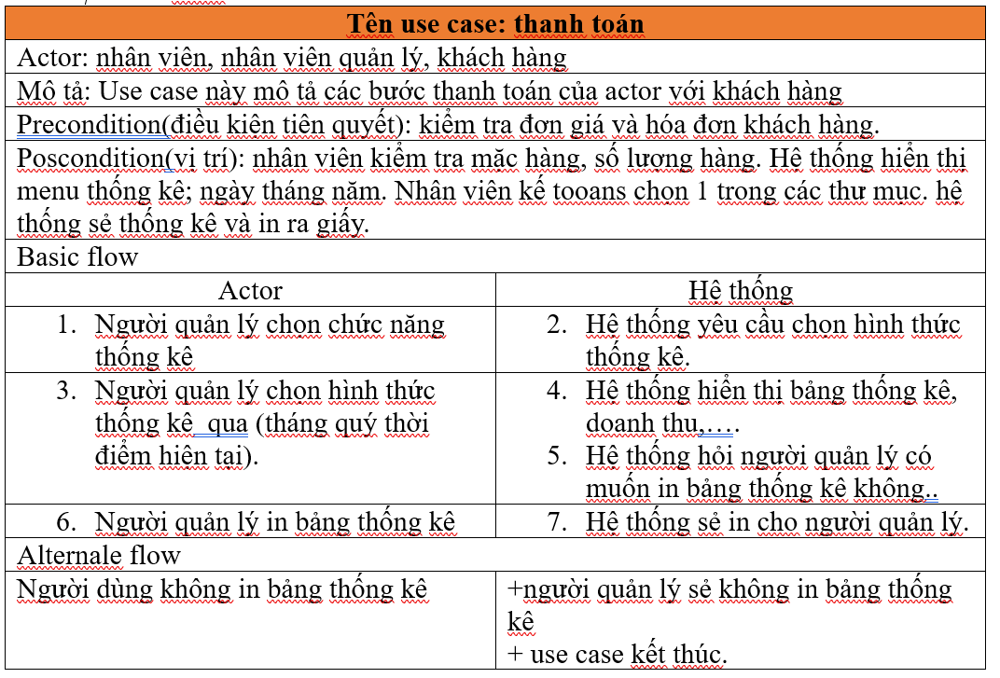 Tên use case: thanh toán
Actor: nhân viên, nhân viên quản lý, khách hàng
Mô tả: Use case này mô tả các bước thanh toán của actor với khách hàng
Precondition(điều kiện tiên quyết): kiểm tra đơn giá và hóa đơn khách hàng.
Poscondition(vị trí): nhân viên kiểm tra mặc hàng, số lượng hàng. Hệ thống hiển thị
menu thống kê; ngày tháng năm. Nhân viên kế tooans chọn 1 trong các thư mục. hệ
thống sẻ thống kê và in ra giấy.
Basic flow
Actor
Hệ thống
1. Người quản lý chọn chức năng
thống kê
2. Hệ thống yêu cầu chọn hình thức
thống kê.
3. Người quản lý chọn hình thức
thống kê  qua (tháng quý thời
điểm hiện tại).
4. Hệ thống hiển thị bảng thống kê,
doanh thu,….
5. Hệ thống hỏi người quản lý có
muốn in bảng thống kê không..
6. Người quản lý in bảng thống kê
7. Hệ thống sẻ in cho người quản lý.
Alternale flow
Người dùng không in bảng thống kê
+người quản lý sẻ không in bảng thống
kê
+ use case kết thúc.